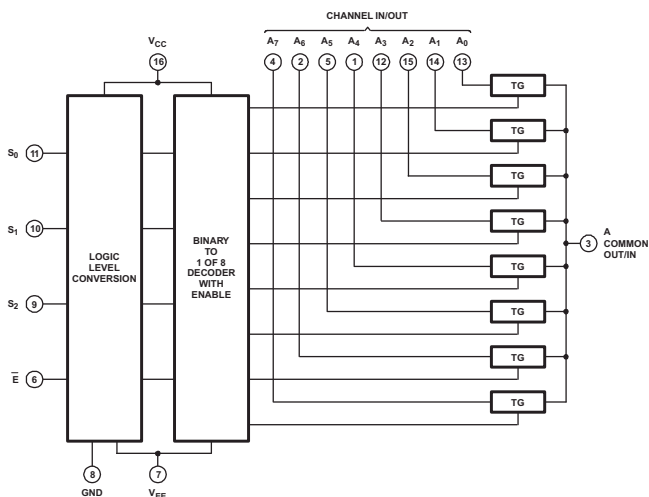 CHANNEL IN/OUT
VCC A7 A6 A5 A4 A3 A2 A1 A0
16 4 2 5 1 12 15 14 13
TG
TG
S0 11
TG
TG
S1 10
LOGIC
LEVEL
CONVERSION
BINARY
TO
1 OF 8
DECODER
WITH
ENABLE
3 A
COMMON
OUT/IN
TG
S2 9
TG
TG
E̅ 6
TG
8
GND
7
VEE